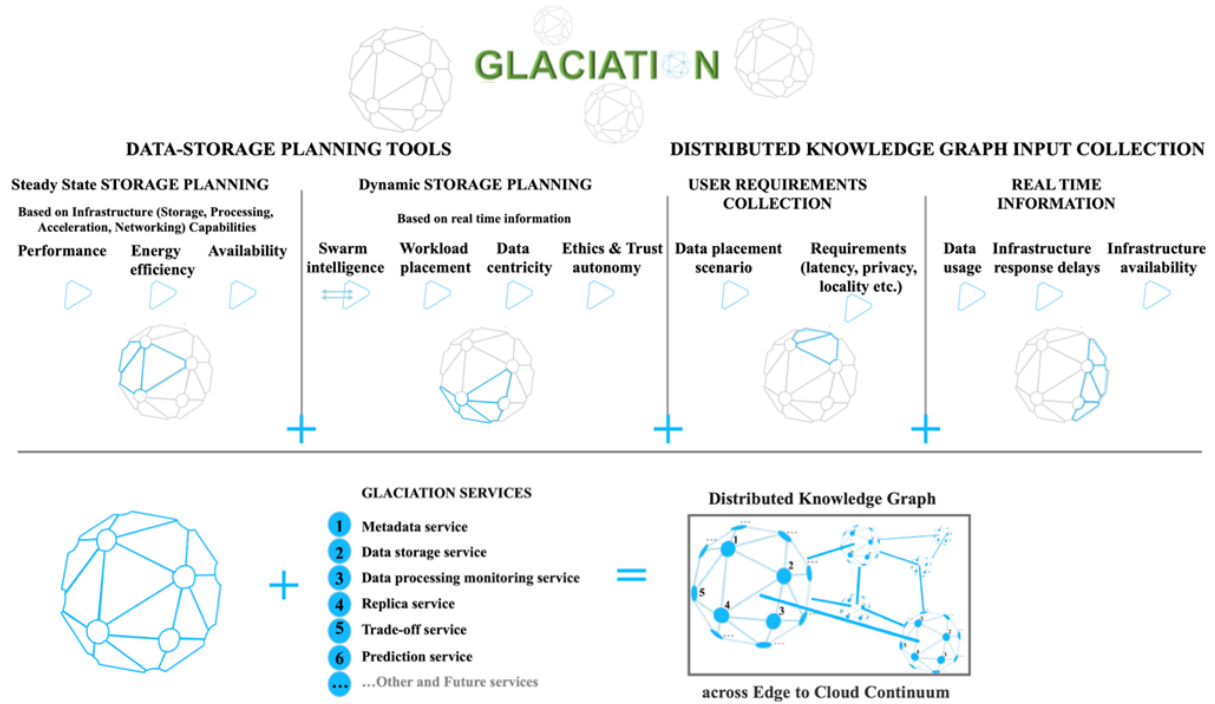 GLACIATION
DATA-STORAGE PLANNING TOOLS
DISTRIBUTED KNOWLEDGE GRAPH INPUT COLLECTION
Steady State STORAGE PLANNING
Based on Infrastructure (Storage, Processing,
Acceleration, Networking) Capabilities
Performance
Energy
efficiency
Availability
Dynamic STORAGE PLANNING
Based on real time information
Swarm
intelligence
Workload
placement
Data
centricity
Ethics & Trust
autonomy
USER REQUIREMENTS
COLLECTION
Data placement
scenario
Requirements
(latency, privacy,
locality etc.)
REAL TIME
INFORMATION
Data
usage
Infrastructure
response delays
Infrastructure
availability
+
+
+
+
GLACIATION SERVICES
1 Metadata service
2 Data storage service
3 Data processing monitoring service
4 Replica service
5 Trade-off service
6 Prediction service
... ...Other and Future services
=
Distributed Knowledge Graph
1
2
3
4
5
across Edge to Cloud Continuum